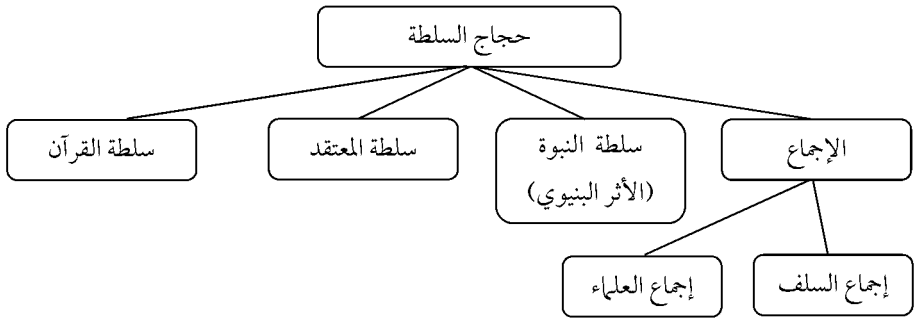 حجاج السلطة
الإجماع
سلطة النبوة
(الأثر البنيوي)
سلطة المعتقد
سلطة القرآن
إجماع السلف
إجماع العلماء